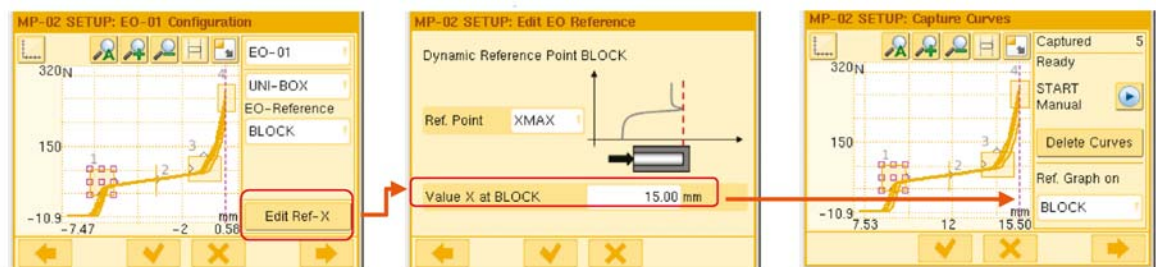 MP-02 SETUP: EO-01 Configuration
EO-01
320 N
4
UNI-BOX
EO-Reference
BLOCK
150
3
1
2
-10.9
mm
-7.47
-2
0.56
Edit Ref-X
MP-02 SETUP: Edit EO Reference
Dynamic Reference Point BLOCK
Ref. Point
XMAX
Value X at BLOCK
15.00 mm
MP-02 SETUP: Capture Curves
Captured 5
Ready
320 N
4
START
Manual
150
3
Delete Curves
1
2
Ref. Graph on
BLOCK
-10.9
mm
7.53
12
15.50